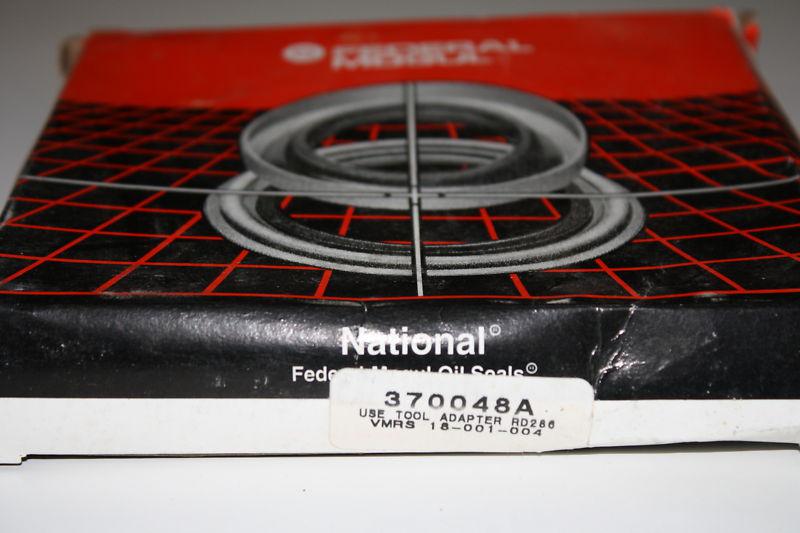 FEDERAL
MOGUL
National®
Federal Mogul Oil Seals®
370048A
USE TOOL ADAPTER RD286
VMRS 18-001-004